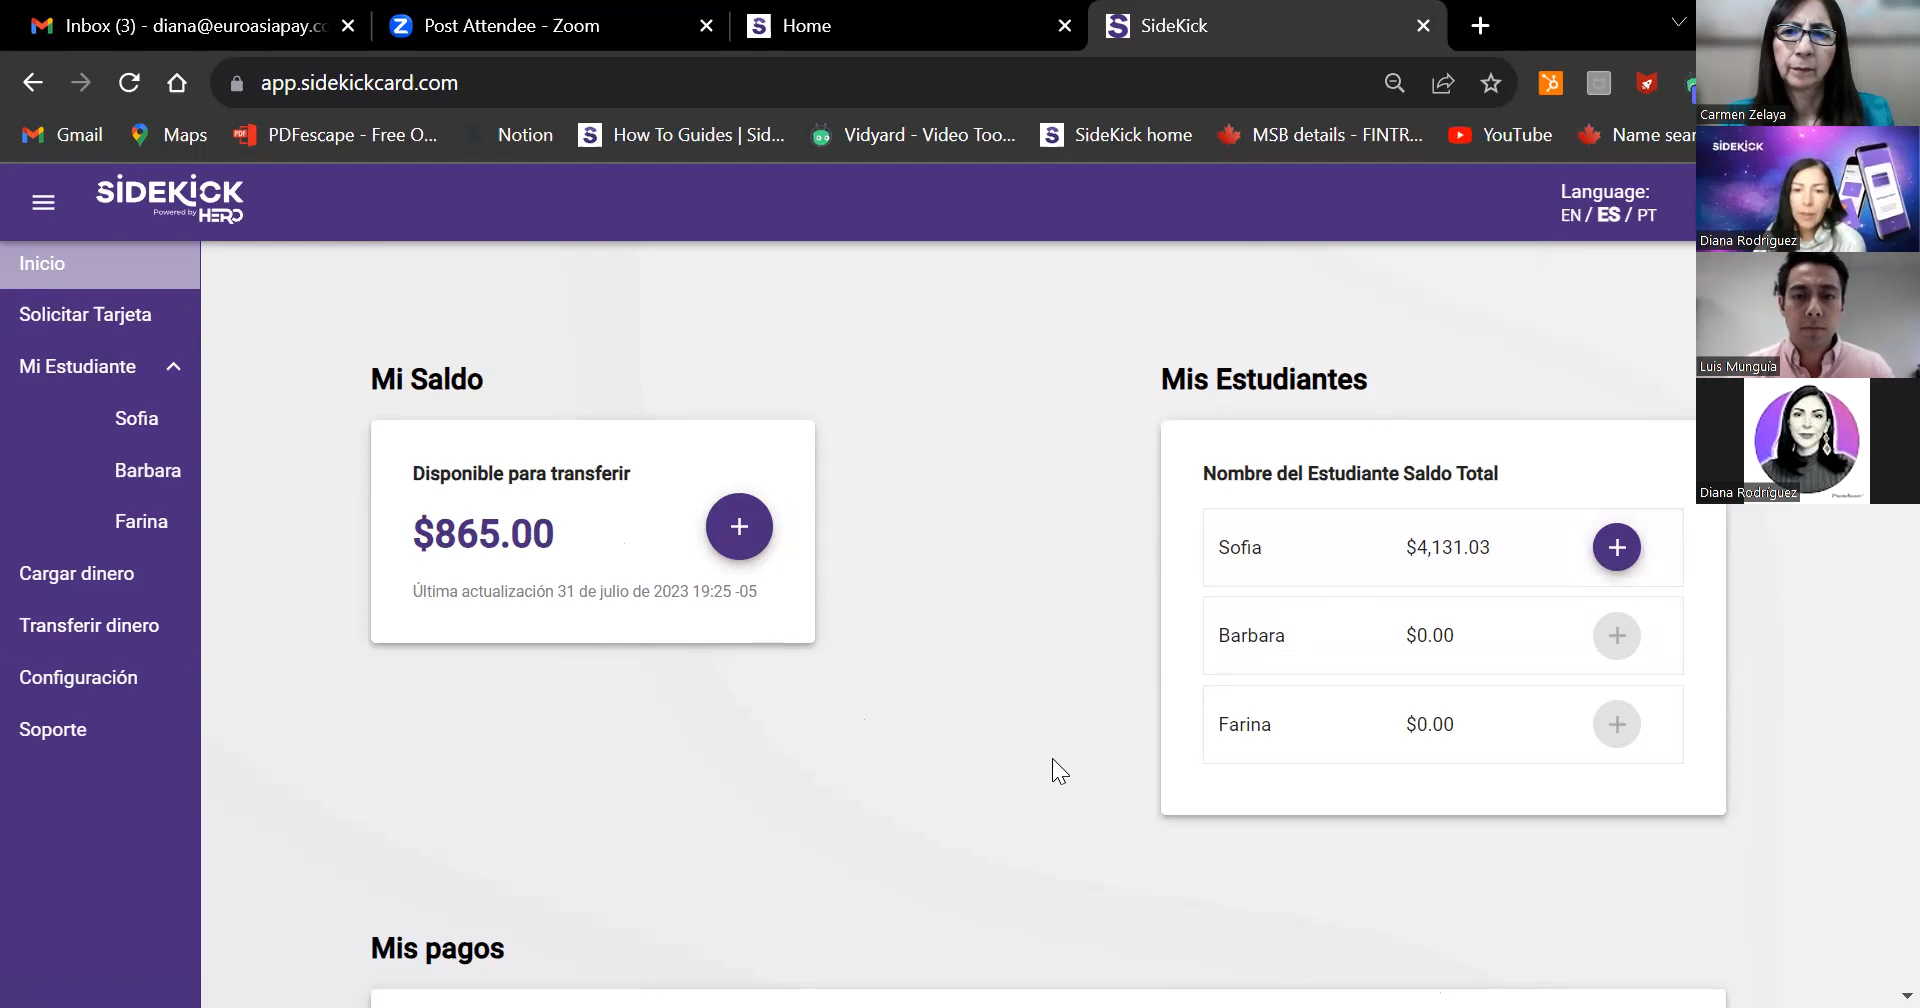 Inbox (3) - diana@euroasiapay.c
Post Attendee - Zoom
Home
SideKick
app.sidekickcard.com
Gmail
Maps
PDFescape - Free O...
Notion
How To Guides | Sid...
Vidyard - Video Too...
SideKick home
MSB details - FINTR...
YouTube
Name sear
SIDEKICK
Powered by HERO
Language:
EN / ES / PT
Carmen Zelaya
SIDEKICK
Diana Rodríguez
Luis Munguía
Diana Rodríguez
Inicio
Solicitar Tarjeta
Mi Estudiante
Sofia
Barbara
Farina
Cargar dinero
Transferir dinero
Configuración
Soporte
Mi Saldo
Disponible para transferir
$865.00
Última actualización 31 de julio de 2023 19:25 -05
Mis Estudiantes
Nombre del Estudiante Saldo Total
Sofia $4,131.03
Barbara $0.00
Farina $0.00
Mis pagos